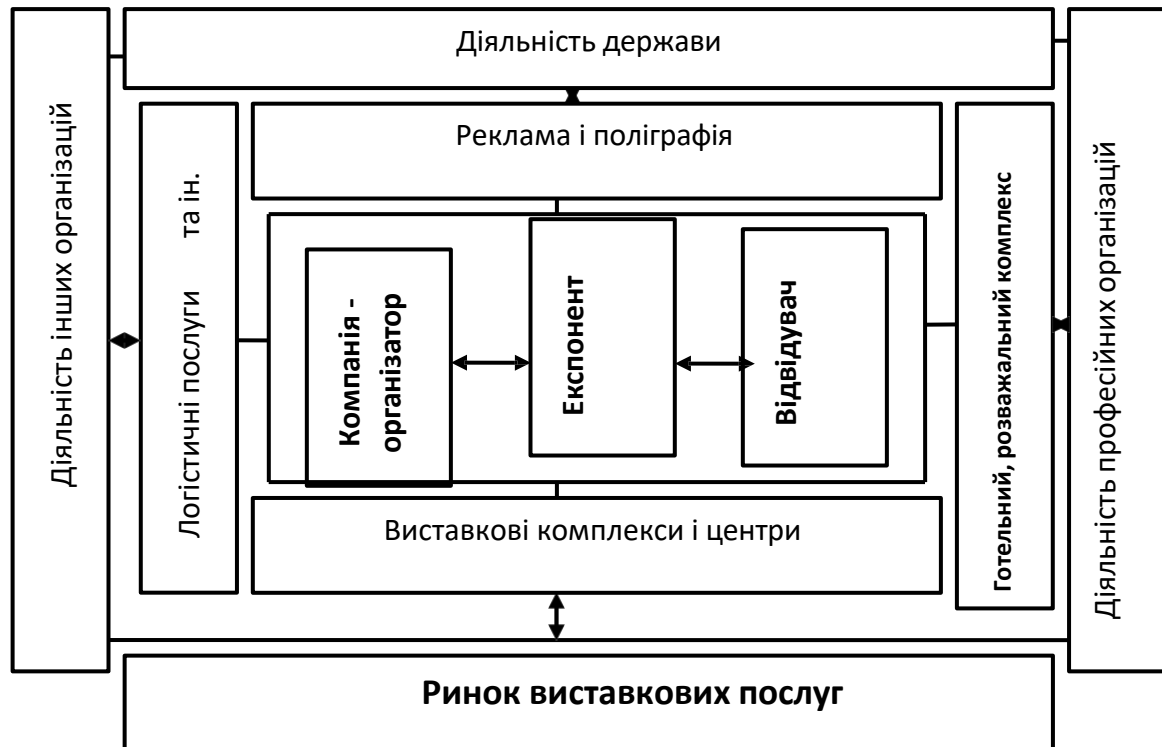 Діяльність держави
Діяльність інших організацій
Логістичні послуги та ін.
Реклама і поліграфія
Компанія -
організатор
Експонент
Відвідувач
Готельний, розважальний комплекс
Діяльність професійних організацій
Виставкові комплекси і центри
Ринок виставкових послуг